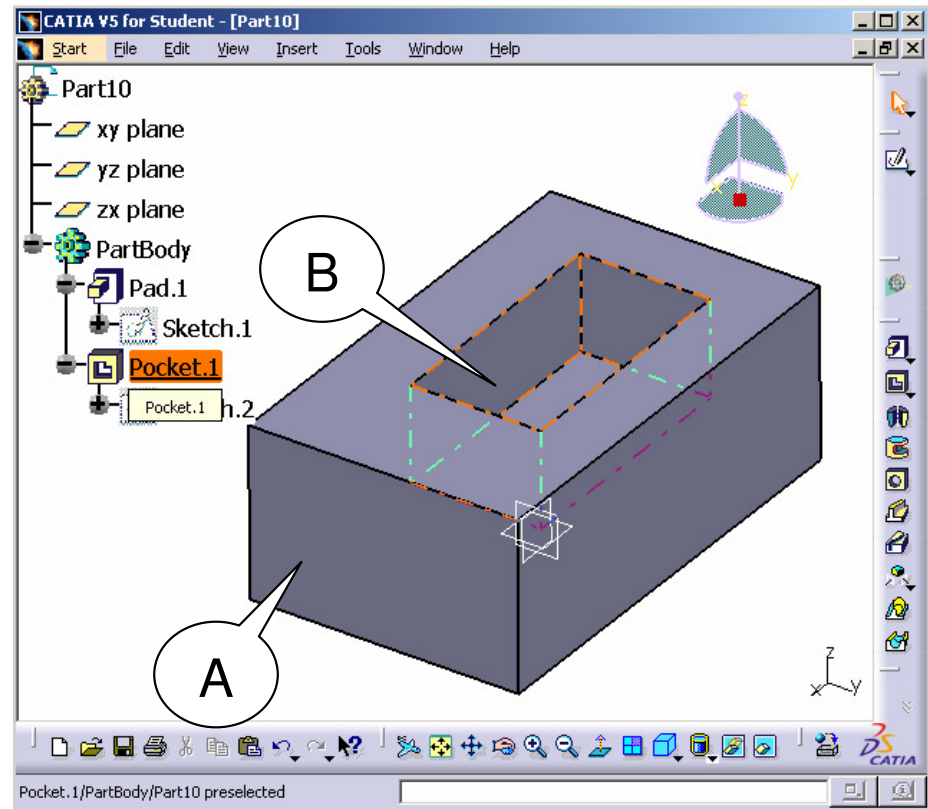 CATIA V5 for Student - [Part10]
Start File Edit View Insert Tools Window Help
Part10
xy plane
yz plane
zx plane
PartBody
Pad.1
Sketch.1
Pocket.1
Pocket.1
h.2
B
A
z
x
y
z
x
y
CATIA
Pocket.1/PartBody/Part10 preselected